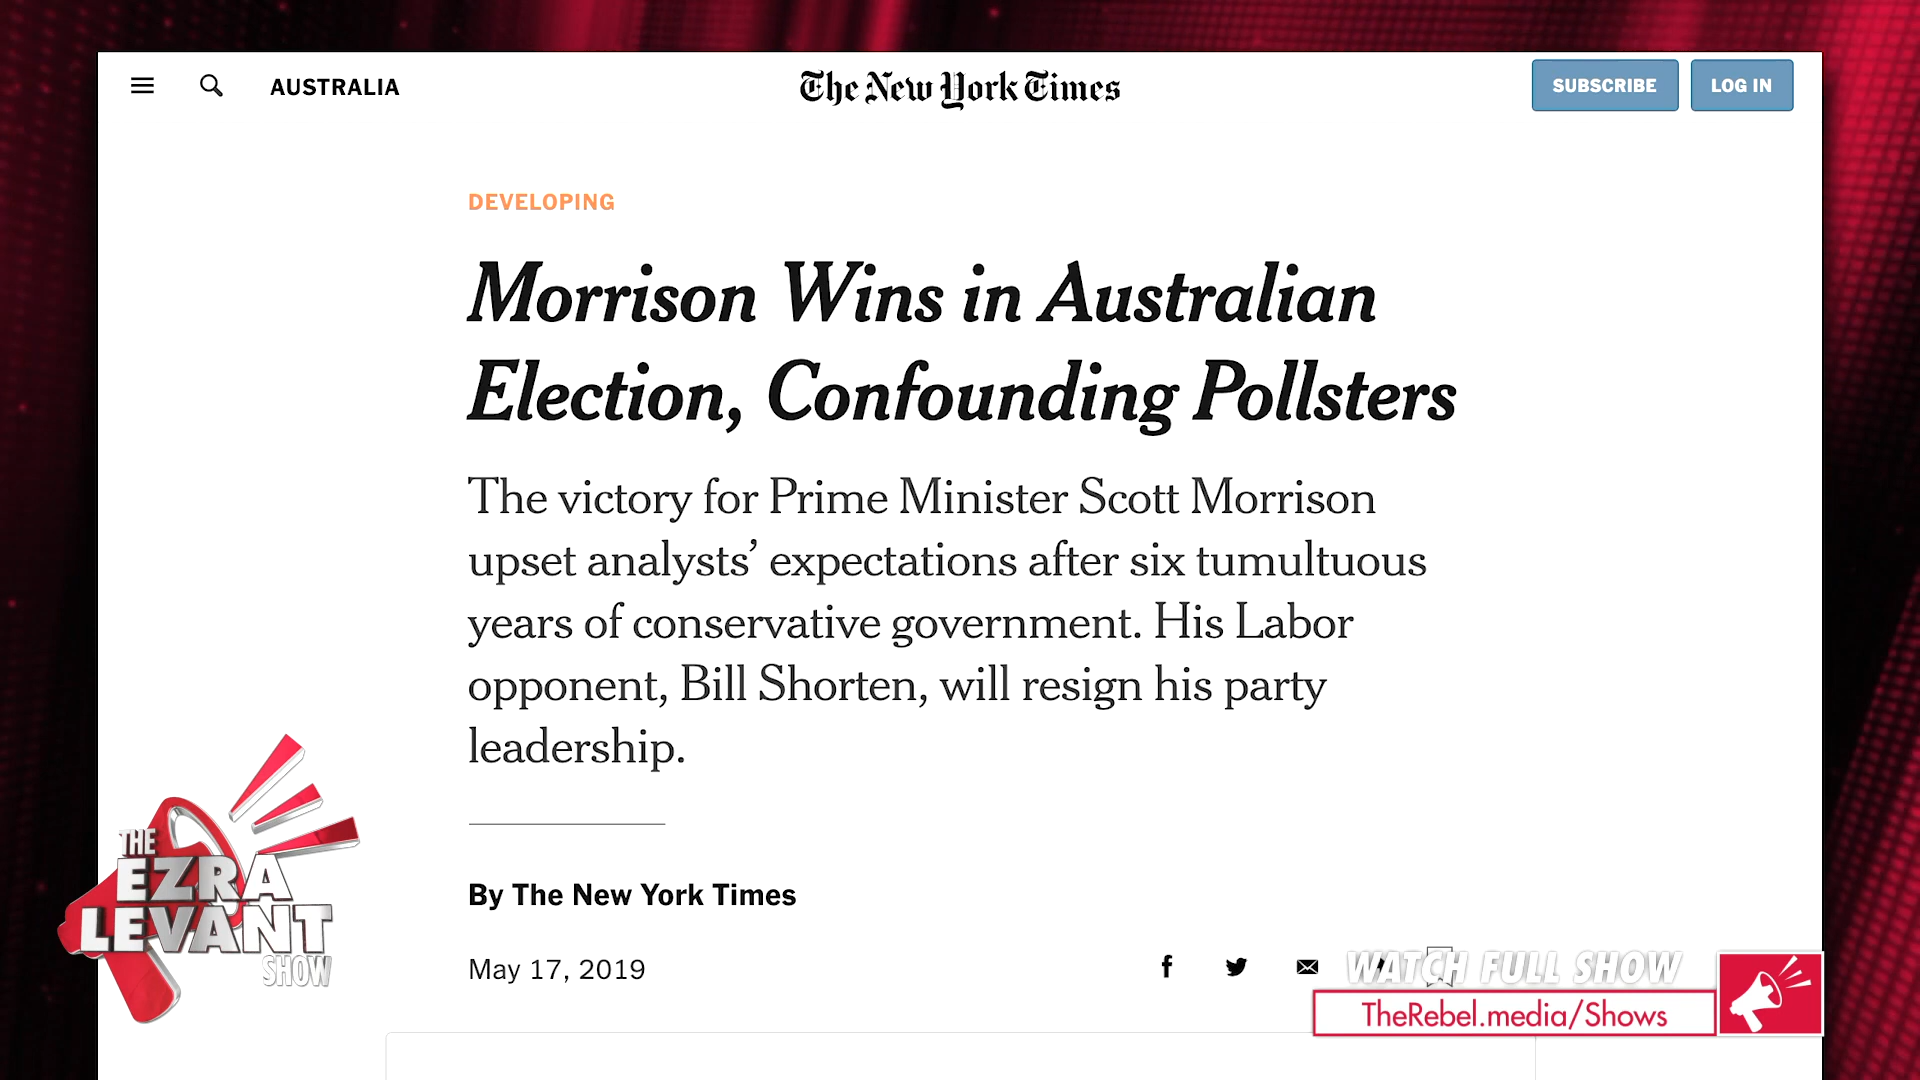 AUSTRALIA
The New York Times
SUBSCRIBE
LOG IN
DEVELOPING
Morrison Wins in Australian
Election, Confounding Pollsters
The victory for Prime Minister Scott Morrison
upset analysts’ expectations after six tumultuous
years of conservative government. His Labor
opponent, Bill Shorten, will resign his party
leadership.
By The New York Times
May 17, 2019
THE
EZRA
LEVANT
SHOW
WATCH FULL SHOW
TheRebel.media/Shows